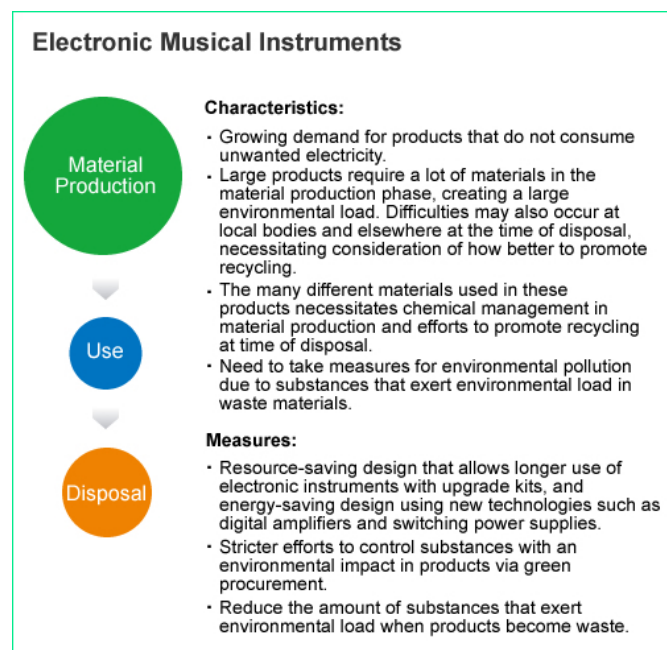 Electronic Musical Instruments
Material
Production
Use
Disposal
Characteristics:
· Growing demand for products that do not consume
unwanted electricity.
· Large products require a lot of materials in the
material production phase, creating a large
environmental load. Difficulties may also occur at
local bodies and elsewhere at the time of disposal,
necessitating consideration of how better to promote
recycling.
· The many different materials used in these
products necessitates chemical management in
material production and efforts to promote recycling
at time of disposal.
· Need to take measures for environmental pollution
due to substances that exert environmental load in
waste materials.
Measures:
· Resource-saving design that allows longer use of
electronic instruments with upgrade kits, and
energy-saving design using new technologies such as
digital amplifiers and switching power supplies.
· Stricter efforts to control substances with an
environmental impact in products via green
procurement.
· Reduce the amount of substances that exert
environmental load when products become waste.